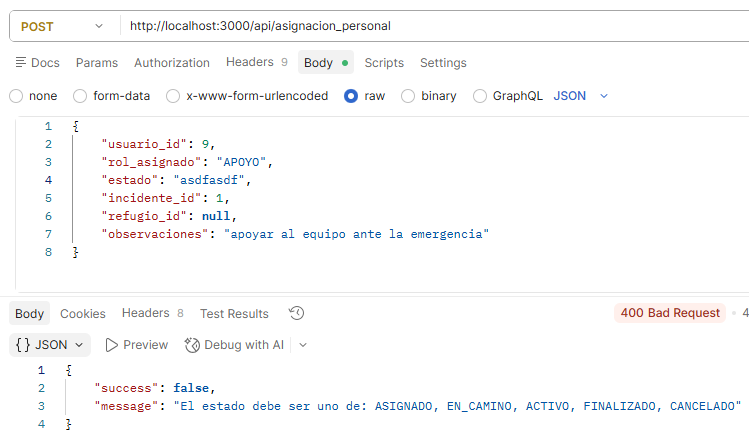 POST http://localhost:3000/api/asignacion_personal
Docs Params Authorization Headers 9 Body Scripts Settings
none form-data x-www-form-urlencoded raw binary GraphQL JSON
1 {
2 "usuario_id": 9,
3 "rol_asignado": "APOYO",
4 "estado": "asdfasdf",
5 "incidente_id": 1,
6 "refugio_id": null,
7 "observaciones": "apoyar al equipo ante la emergencia"
8 }
Body Cookies Headers 8 Test Results 400 Bad Request 4
{} JSON Preview Debug with AI
1 {
2 "success": false,
3 "message": "El estado debe ser uno de: ASIGNADO, EN_CAMINO, ACTIVO, FINALIZADO, CANCELADO"
4 }